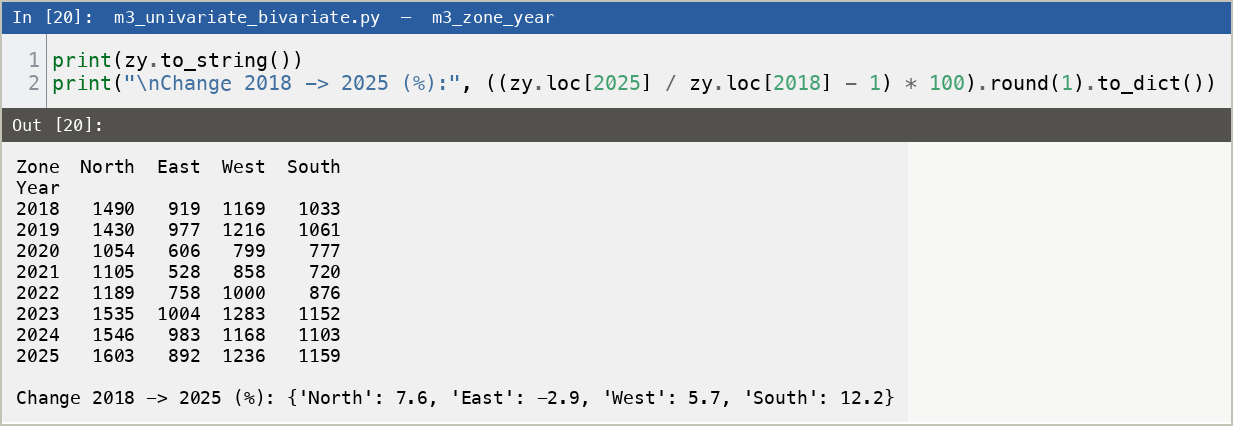 In [20]:  m3_univariate_bivariate.py  —  m3_zone_year
1 print(zy.to_string())
2 print("\nChange 2018 -> 2025 (%):", ((zy.loc[2025] / zy.loc[2018] - 1) * 100).round(1).to_dict())
Out [20]:
Zone  North  East  West  South
Year
2018   1490   919  1169   1033
2019   1430   977  1216   1061
2020   1054   606   799    777
2021   1105   528   858    720
2022   1189   758  1000    876
2023   1535  1004  1283   1152
2024   1546   983  1168   1103
2025   1603   892  1236   1159
Change 2018 -> 2025 (%): {'North': 7.6, 'East': -2.9, 'West': 5.7, 'South': 12.2}